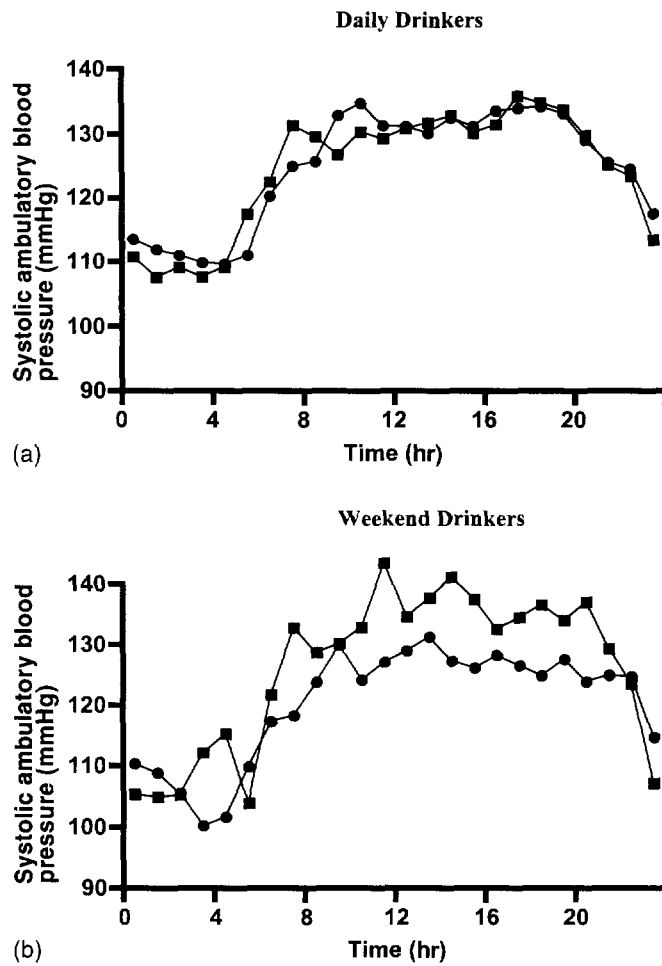 Daily Drinkers
Systolic ambulatory blood
pressure (mmHg)
140
130
120
110
100
90
0 4 8 12 16 20
Time (hr)
(a)
Weekend Drinkers
Systolic ambulatory blood
pressure (mmHg)
140
130
120
110
100
90
0 4 8 12 16 20
Time (hr)
(b)